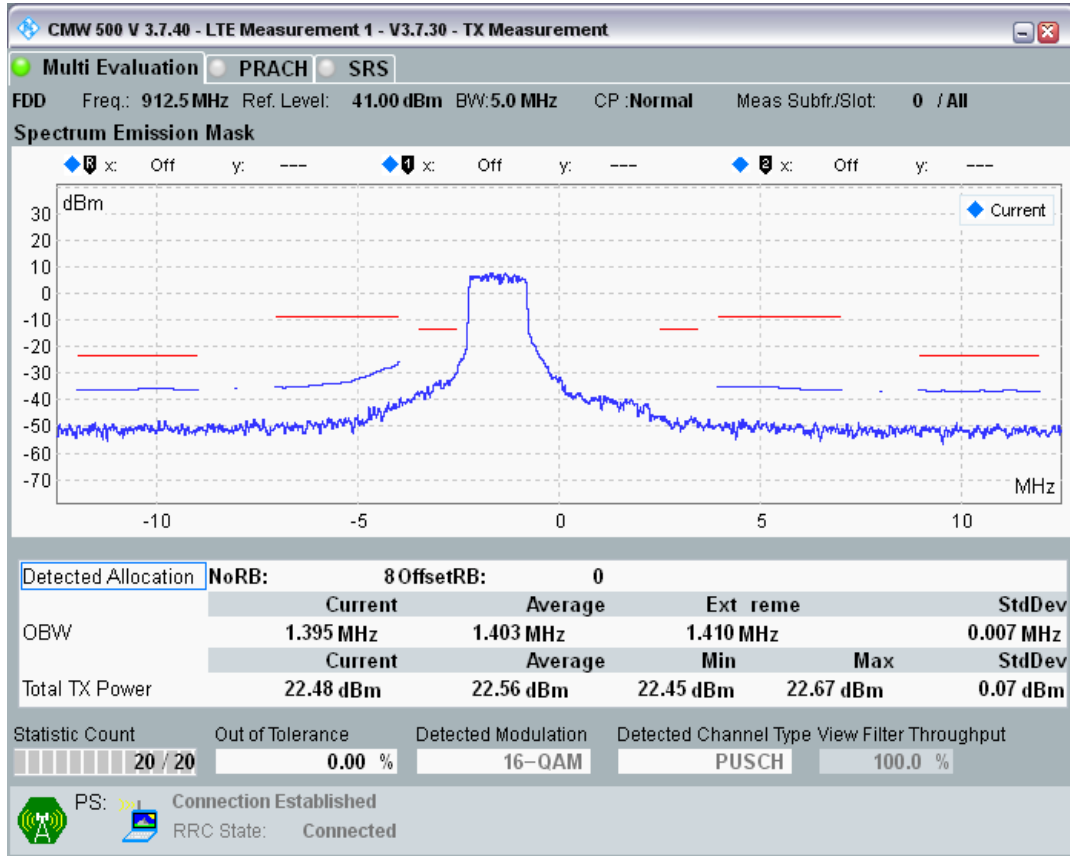 CMW 500 V 3.7.40 - LTE Measurement 1 - V3.7.30 - TX Measurement
Multi Evaluation PRACH SRS
FDD Freq.: 912.5 MHz Ref. Level: 41.00 dBm BW: 5.0 MHz CP : Normal Meas Subfr./Slot: 0 / All
Spectrum Emission Mask
R x: Off y: --- 1 x: Off y: --- 2 x: Off y: ---
dBm
Current
30
20
10
0
-10
-20
-30
-40
-50
-60
-70
MHz
-10 -5 0 5 10
Detected Allocation NoRB: 8 OffsetRB: 0
Current Average Ext reme StdDev
OBW 1.395 MHz 1.403 MHz 1.410 MHz 0.007 MHz
Current Average Min Max StdDev
Total TX Power 22.48 dBm 22.56 dBm 22.45 dBm 22.67 dBm 0.07 dBm
Statistic Count Out of Tolerance Detected Modulation Detected Channel Type View Filter Throughput
20 / 20 0.00 % 16-QAM PUSCH 100.0 %
PS: Connection Established
RRC State: Connected